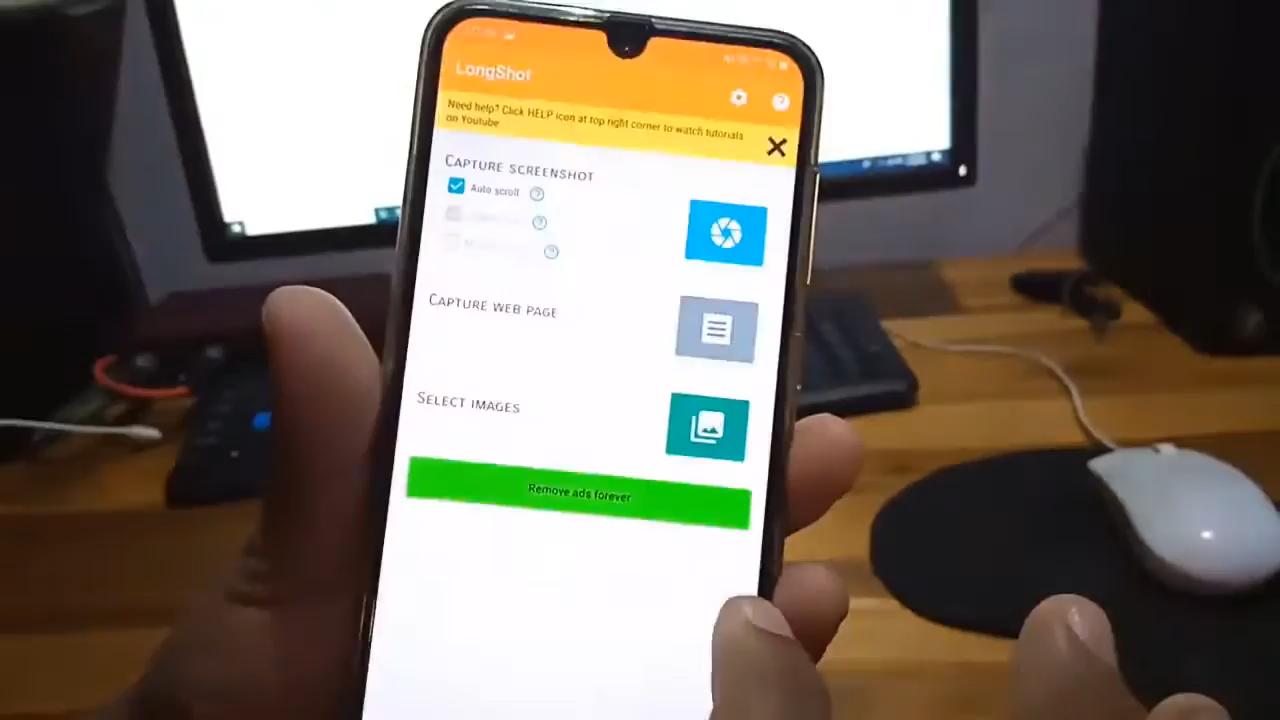 LongShot
Need help? Click HELP icon at top right corner to watch tutorials
on Youtube
CAPTURE SCREENSHOT
Auto scroll
CAPTURE WEB PAGE
SELECT IMAGES
Remove ads forever